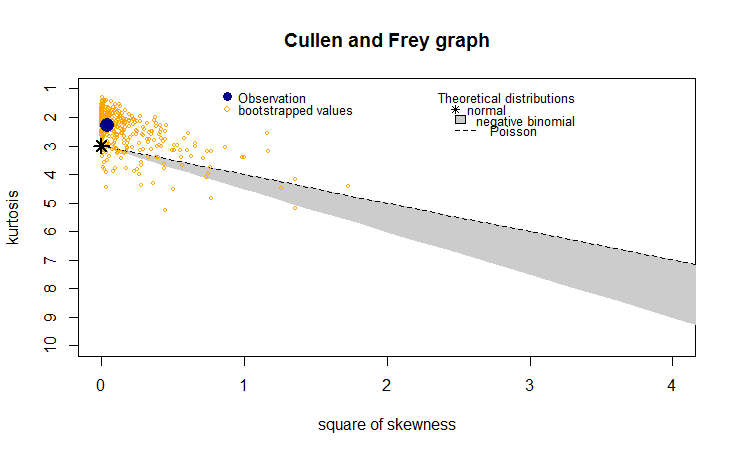 Cullen and Frey graph
Observation
bootstrapped values
Theoretical distributions
normal
negative binomial
Poisson
kurtosis
1
2
3
4
5
6
7
8
9
10
0
1
2
3
4
square of skewness